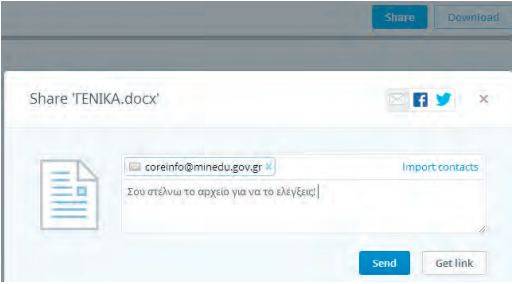 Share Download
Share 'ΓΕΝΙΚΑ.docx'
coreinfo@minedu.gov.gr x Import contacts
Σου στέλνω το αρχείο για να το ελέγξεις!
Send Get link